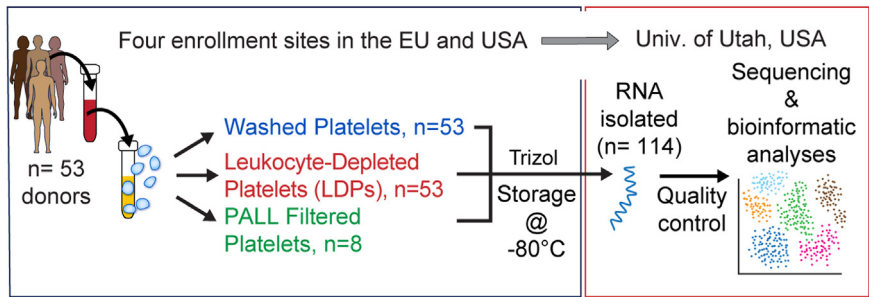 Four enrollment sites in the EU and USA
Univ. of Utah, USA
n= 53
donors
Washed Platelets, n=53
Leukocyte-Depleted
Platelets (LDPs), n=53
PALL Filtered
Platelets, n=8
Trizol
Storage
@
-80°C
RNA
isolated
(n= 114)
Quality
control
Sequencing
&
bioinformatic
analyses